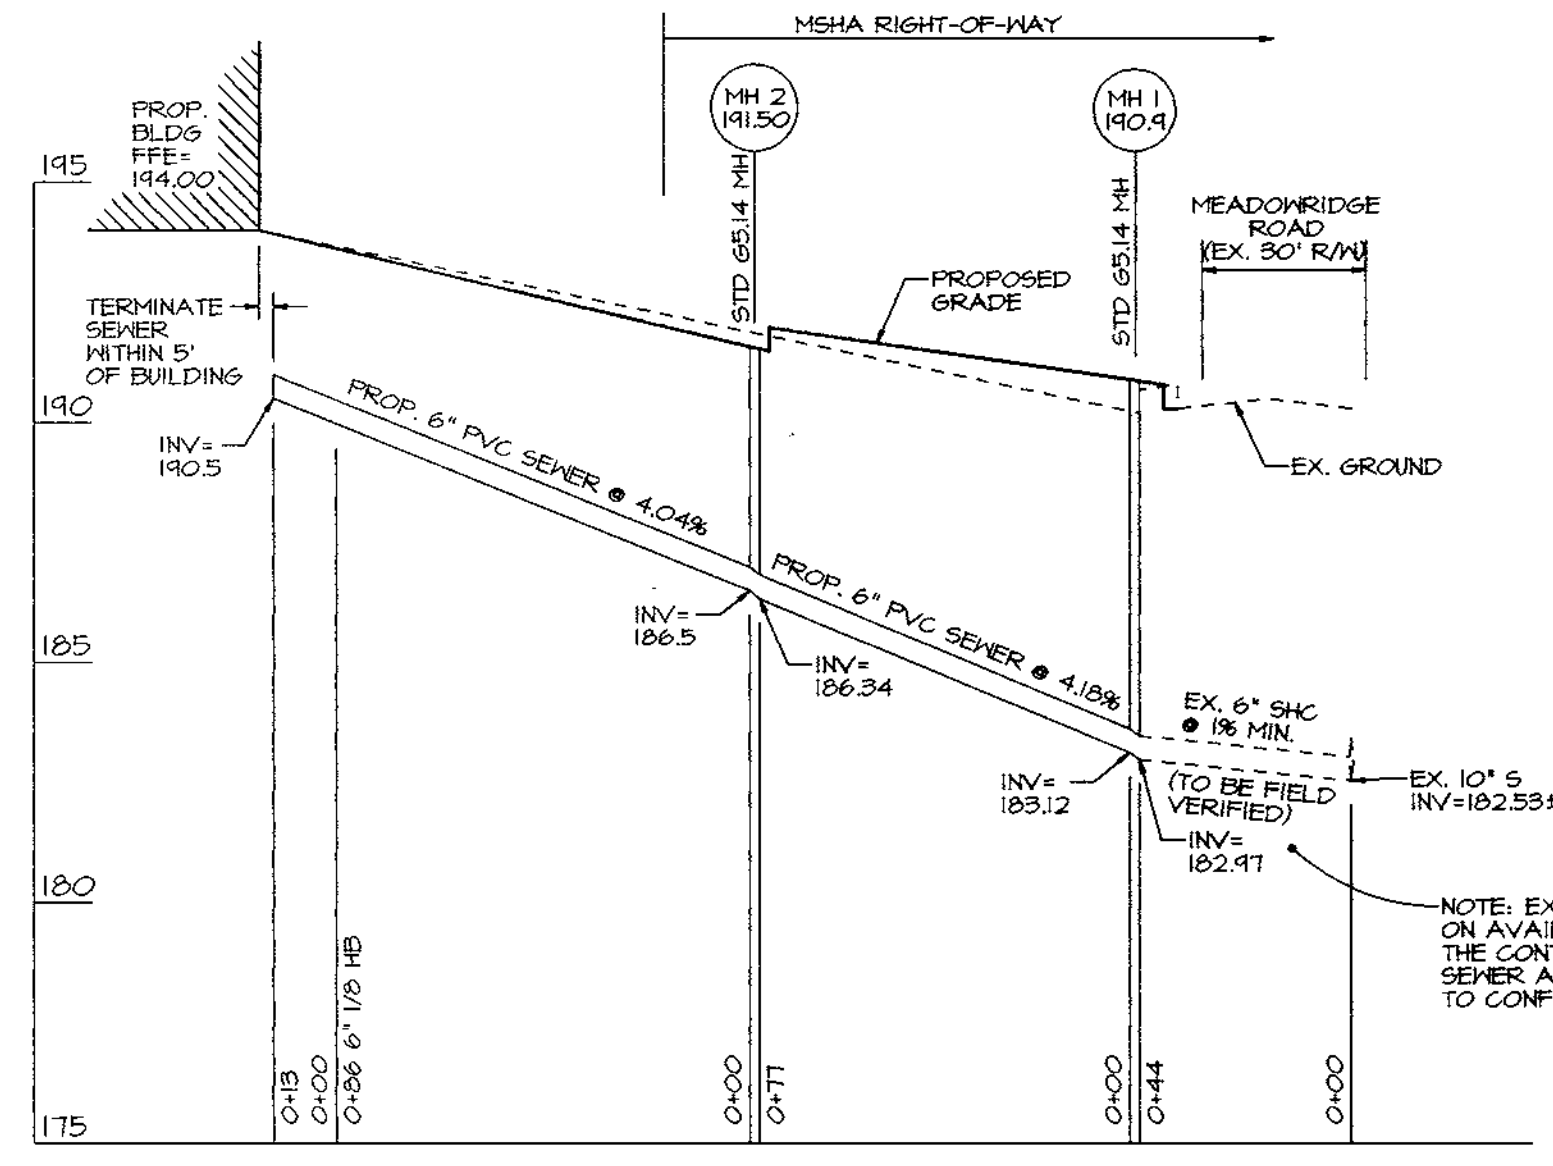 MSHA RIGHT-OF-WAY
MH 2
191.50
MH 1
190.9
PROP.
BLDG
FFE=
194.00
195
STD G5.14 MH
STD G5.14 MH
MEADOWRIDGE
ROAD
(EX. 30' R/W)
PROPOSED
GRADE
TERMINATE
SEWER
WITHIN 5'
OF BUILDING
190
INV=
190.5
PROP. 6" PVC SEWER @ 4.04%
1
EX. GROUND
185
INV=
186.5
PROP. 6" PVC SEWER @ 4.18%
INV=
186.34
EX. 6" SHC
@ 1% MIN.
(TO BE FIELD
VERIFIED)
INV=
183.12
INV=
182.97
EX. 10" S
INV=182.53±
180
NOTE: EX
ON AVAI
THE CONT
SEWER A
TO CONF
0+13
0+00
0+86 6" 1/8 HB
0+00
0+77
0+00
0+44
0+00
175